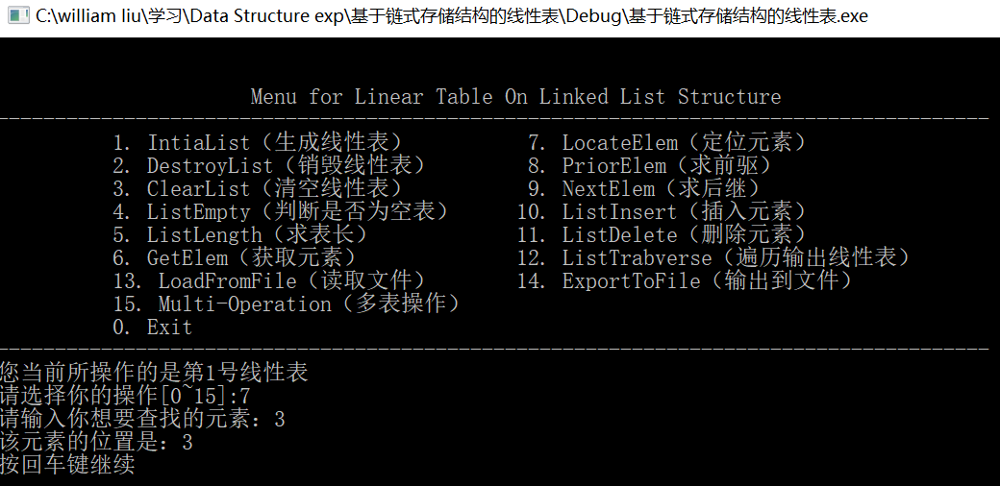 C:\william liu\学习\Data Structure exp\基于链式存储结构的线性表\Debug\基于链式存储结构的线性表.exe
Menu for Linear Table On Linked List Structure
1. IntiaList（生成线性表） 7. LocateElem（定位元素）
2. DestroyList（销毁线性表） 8. PriorElem（求前驱）
3. ClearList（清空线性表） 9. NextElem（求后继）
4. ListEmpty（判断是否为空表） 10. ListInsert（插入元素）
5. ListLength（求表长） 11. ListDelete（删除元素）
6. GetElem（获取元素） 12. ListTrabverse（遍历输出线性表）
13. LoadFromFile（读取文件） 14. ExportToFile（输出到文件）
15. Multi-Operation（多表操作）
0. Exit
您当前所操作的是第1号线性表
请选择你的操作[0~15]:7
请输入你想要查找的元素：3
该元素的位置是：3
按回车键继续